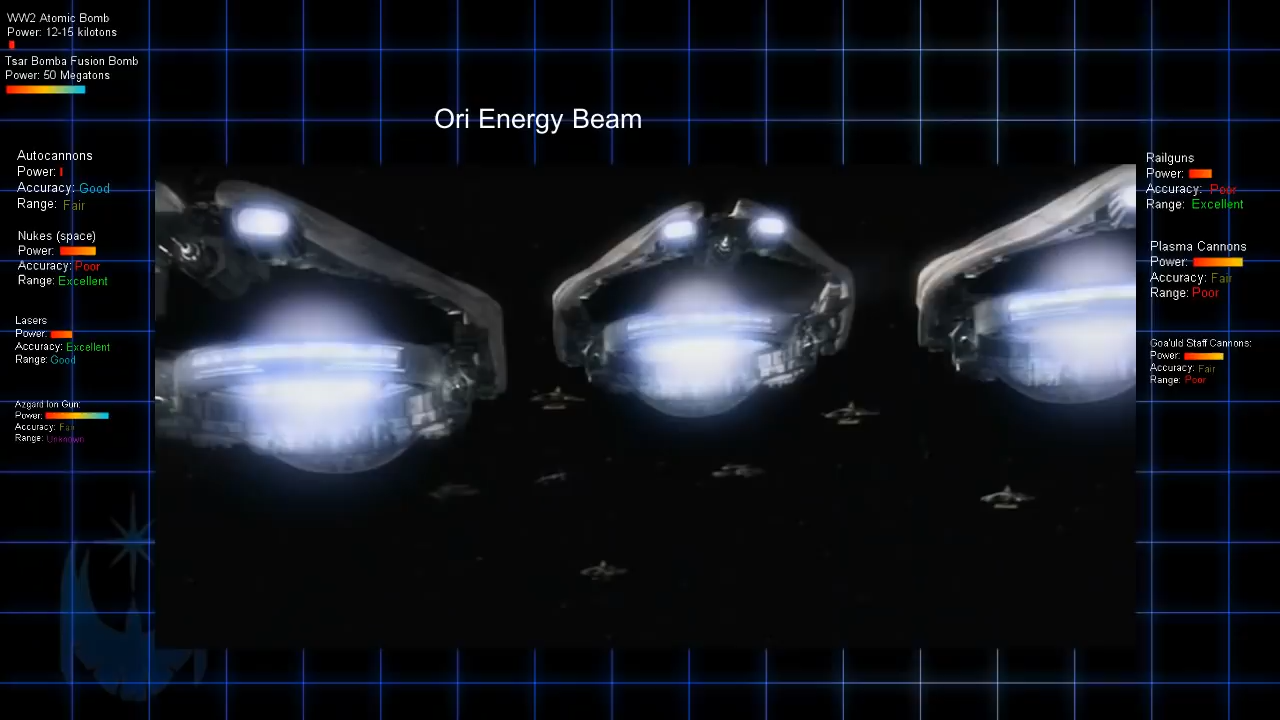 WW2 Atomic Bomb
Power: 12-15 kilotons
Tsar Bomba Fusion Bomb
Power: 50 Megatons
Ori Energy Beam
Autocannons
Power:
Accuracy: Good
Range: Fair
Nukes (space)
Power:
Accuracy: Poor
Range: Excellent
Lasers
Power:
Accuracy: Excellent
Range: Good
Azgard Ion Gun:
Power:
Accuracy: Fair
Range: Unknown
Railguns
Power:
Accuracy: Poor
Range: Excellent
Plasma Cannons
Power:
Accuracy: Fair
Range: Poor
Goa'uld Staff Cannons:
Power:
Accuracy: Fair
Range: Poor